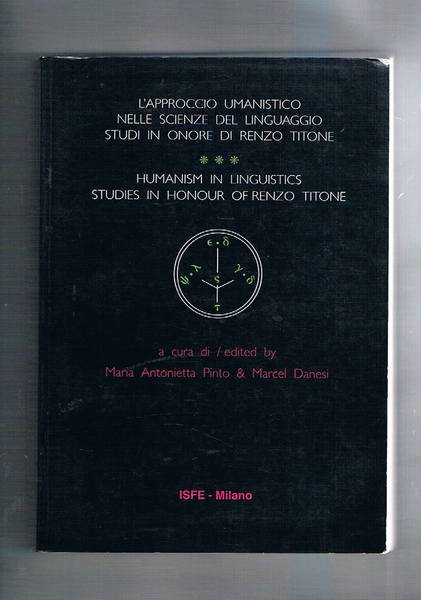 L'APPROCCIO UMANISTICO
NELLE SCIENZE DEL LINGUAGGIO
STUDI IN ONORE DI RENZO TITONE
***
HUMANISM IN LINGUISTICS
STUDIES IN HONOUR OF RENZO TITONE
ε·δ
ψ·λ
γ·δ
S
τ
a cura di / edited by
Maria Antonietta Pinto & Marcel Danesi
ISFE - Milano